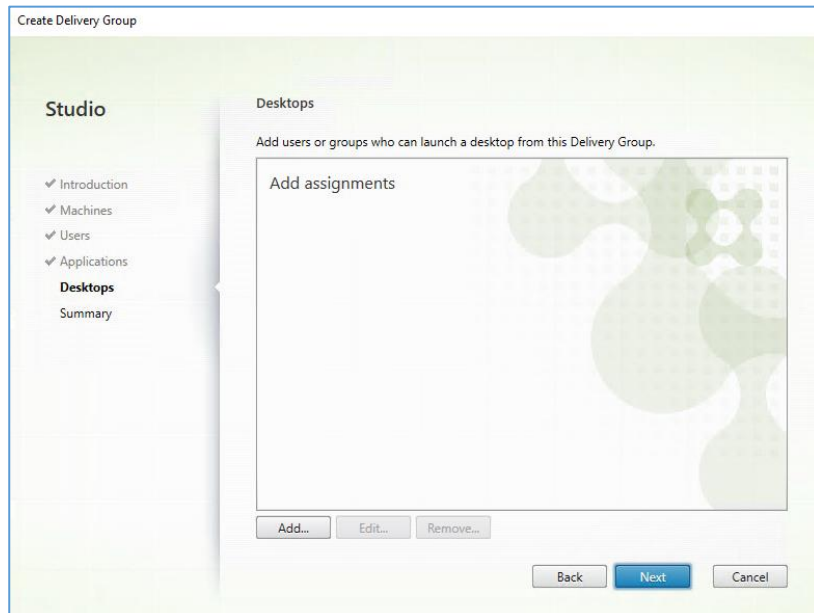 Create Delivery Group
Studio
Introduction
Machines
Users
Applications
Desktops
Summary
Desktops
Add users or groups who can launch a desktop from this Delivery Group.
Add assignments
Add...
Edit...
Remove...
Back
Next
Cancel